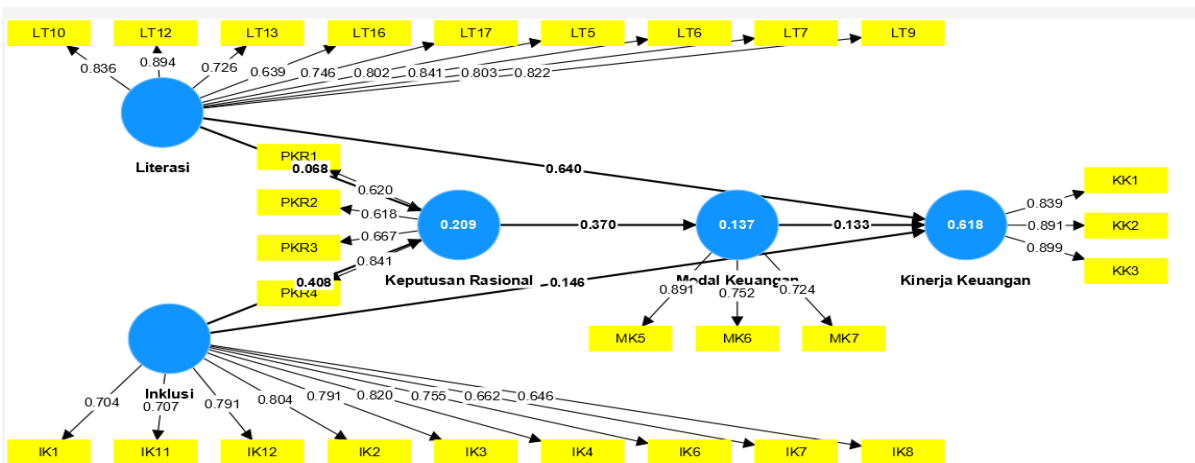 LT10 LT12 LT13 LT16 LT17 LT5 LT6 LT7 LT9
0.836 0.894 0.726 0.639 0.746 0.802 0.841 0.803 0.822
Literasi
PKR1
0.068
0.640
0.620
PKR2
0.618
KK1
0.839
0.209 0.370 0.137 0.133 0.618
0.891 KK2
0.667
PKR3
0.841
0.899
KK3
Keputusan Rasional Modal Keuangan Kinerja Keuangan
0.408
0.146
PKR4
0.891 0.752 0.724
MK5 MK6 MK7
Inklusi
0.704 0.707 0.791 0.804 0.791 0.820 0.755 0.662 0.646
IK1 IK11 IK12 IK2 IK3 IK4 IK6 IK7 IK8